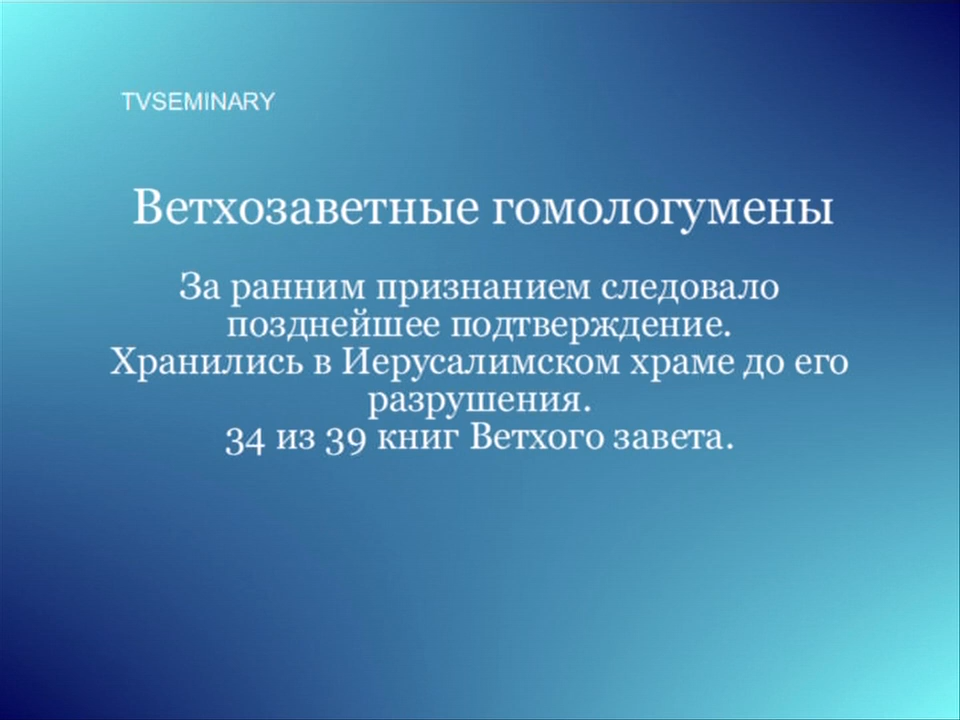 TVSEMINARY
Ветхозаветные гомологумены
За ранним признанием следовало
позднейшее подтверждение.
Хранились в Иерусалимском храме до его
разрушения.
34 из 39 книг Ветхого завета.